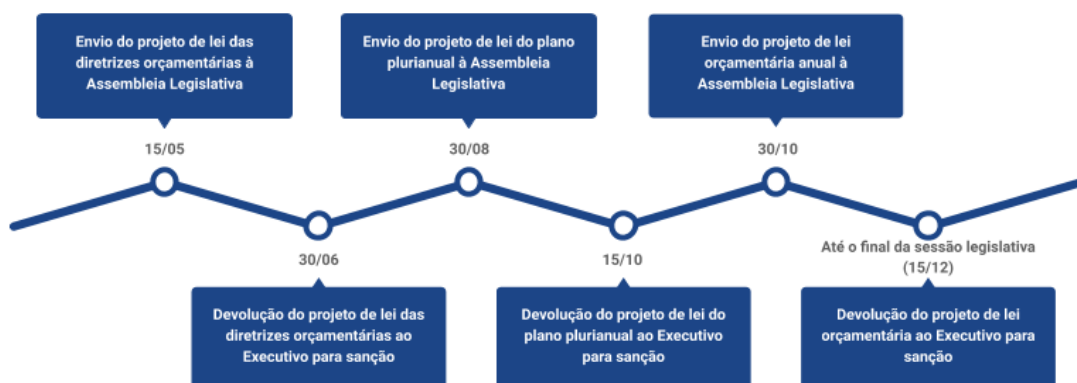 Envio do projeto de lei das
diretrizes orçamentárias à
Assembleia Legislativa
15/05
Envio do projeto de lei do plano
plurianual à Assembleia
Legislativa
30/08
Envio do projeto de lei
orçamentária anual à
Assembleia Legislativa
30/10
30/06
Devolução do projeto de lei das
diretrizes orçamentárias ao
Executivo para sanção
15/10
Devolução do projeto de lei do
plano plurianual ao Executivo
para sanção
Até o final da sessão legislativa
(15/12)
Devolução do projeto de lei
orçamentária ao Executivo para
sanção